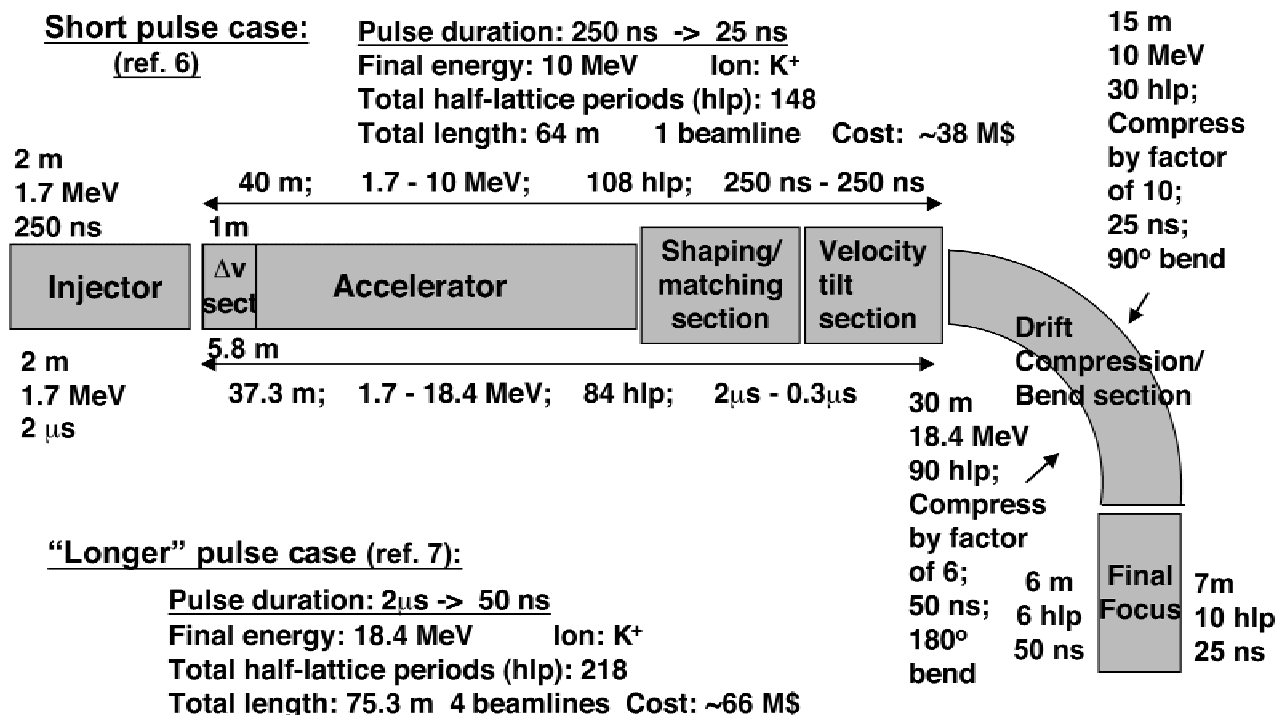 Short pulse case:
(ref. 6)
Pulse duration: 250 ns -> 25 ns
Final energy: 10 MeV Ion: K⁺
Total half-lattice periods (hlp): 148
Total length: 64 m 1 beamline Cost: ~38 M$
15 m
10 MeV
30 hlp;
Compress
by factor
of 10;
25 ns;
90º bend
2 m
1.7 MeV
250 ns
40 m; 1.7 - 10 MeV; 108 hlp; 250 ns - 250 ns
1m
Injector
Δv
sect
Accelerator
Shaping/
matching
section
Velocity
tilt
section
Drift
Compression/
Bend section
5.8 m
2 m
1.7 MeV
2 μs
37.3 m; 1.7 - 18.4 MeV; 84 hlp; 2μs - 0.3μs
30 m
18.4 MeV
90 hlp;
Compress
by factor
of 6;
50 ns;
180º
bend
6 m
6 hlp
50 ns
Final
Focus
7m
10 hlp
25 ns
“Longer” pulse case (ref. 7):
Pulse duration: 2μs -> 50 ns
Final energy: 18.4 MeV Ion: K⁺
Total half-lattice periods (hlp): 218
Total length: 75.3 m 4 beamlines Cost: ~66 M$